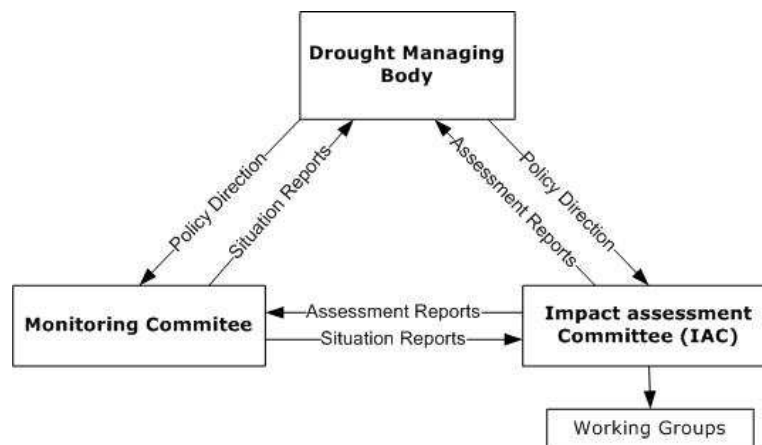 Drought Managing
Body
Policy Direction
Situation Reports
Assessment Reports
Policy Direction
Monitoring Commitee
Assessment Reports
Situation Reports
Impact assessment
Committee (IAC)
Working Groups